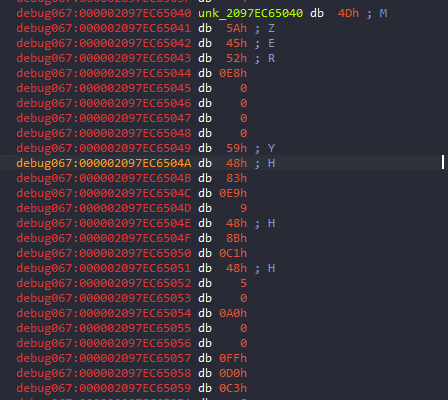 debug067:000002097EC65040 unk_2097EC65040 db 4Dh ; M
debug067:000002097EC65041 db 5Ah ; Z
debug067:000002097EC65042 db 45h ; E
debug067:000002097EC65043 db 52h ; R
debug067:000002097EC65044 db 0E8h
debug067:000002097EC65045 db 0
debug067:000002097EC65046 db 0
debug067:000002097EC65047 db 0
debug067:000002097EC65048 db 0
debug067:000002097EC65049 db 59h ; Y
debug067:000002097EC6504A db 48h ; H
debug067:000002097EC6504B db 83h
debug067:000002097EC6504C db 0E9h
debug067:000002097EC6504D db 9
debug067:000002097EC6504E db 48h ; H
debug067:000002097EC6504F db 8Bh
debug067:000002097EC65050 db 0C1h
debug067:000002097EC65051 db 48h ; H
debug067:000002097EC65052 db 5
debug067:000002097EC65053 db 0
debug067:000002097EC65054 db 0A0h
debug067:000002097EC65055 db 0
debug067:000002097EC65056 db 0
debug067:000002097EC65057 db 0FFh
debug067:000002097EC65058 db 0D0h
debug067:000002097EC65059 db 0C3h